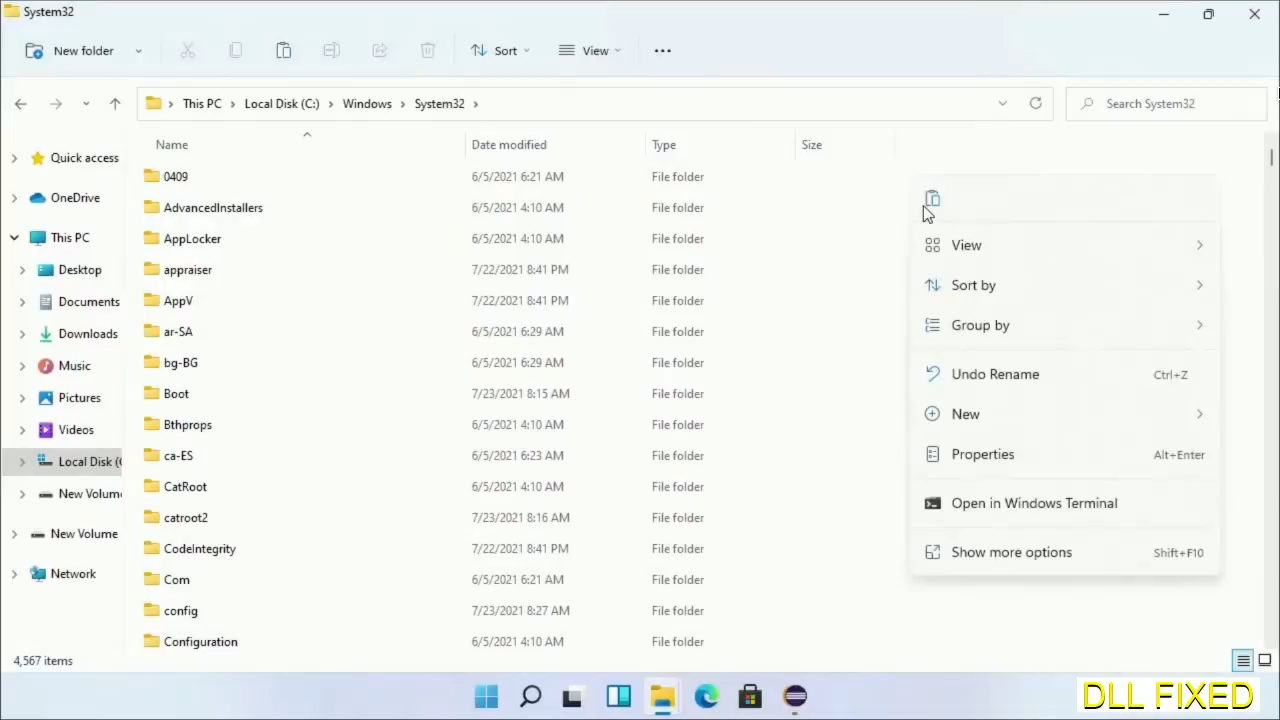 System32
New folder
Sort
View
This PC
Local Disk (C:)
Windows
System32
Search System32
Name
Date modified
Type
Size
Quick access
OneDrive
This PC
Desktop
Documents
Downloads
Music
Pictures
Videos
Local Disk (
New Volum
New Volume
Network
0409 6/5/2021 6:21 AM File folder
AdvancedInstallers 6/5/2021 4:10 AM File folder
AppLocker 6/5/2021 4:10 AM File folder
appraiser 7/22/2021 8:41 PM File folder
AppV 7/22/2021 8:41 PM File folder
ar-SA 6/5/2021 6:29 AM File folder
bg-BG 6/5/2021 6:29 AM File folder
Boot 7/23/2021 8:15 AM File folder
Bthprops 6/5/2021 4:10 AM File folder
ca-ES 6/5/2021 6:23 AM File folder
CatRoot 6/5/2021 4:10 AM File folder
catroot2 7/23/2021 8:16 AM File folder
CodeIntegrity 7/22/2021 8:41 PM File folder
Com 6/5/2021 6:21 AM File folder
config 7/23/2021 8:27 AM File folder
Configuration 6/5/2021 4:10 AM File folder
View
Sort by
Group by
Undo Rename Ctrl+Z
New
Properties Alt+Enter
Open in Windows Terminal
Show more options Shift+F10
4,567 items
DLL FIXED